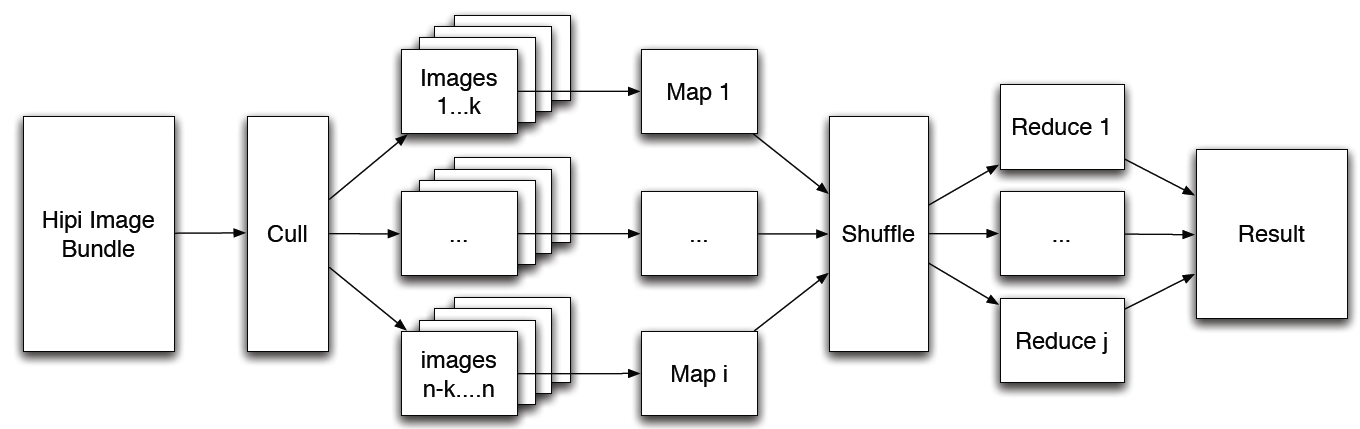 Hipi Image
Bundle
Cull
Images
1...k
...
images
n-k....n
Map 1
...
Map i
Shuffle
Reduce 1
...
Reduce j
Result